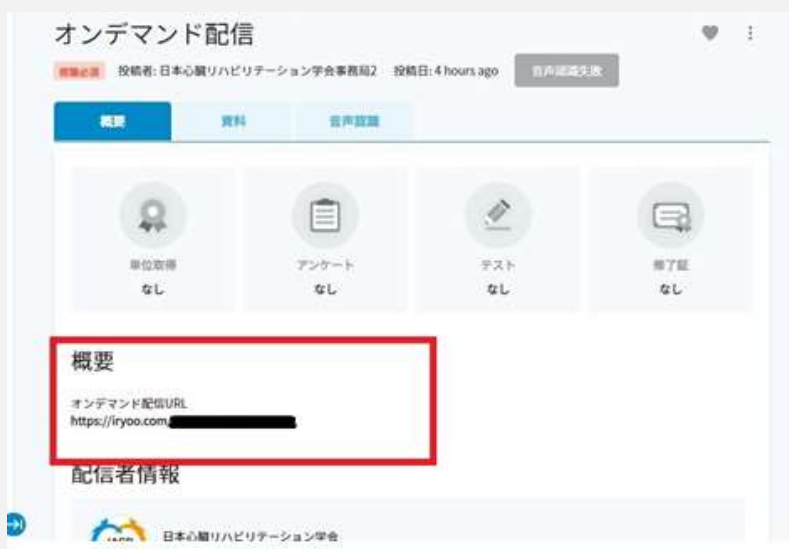 オンデマンド配信
視聴必須 投稿者: 日本心臓リハビリテーション学会事務局2 投稿日: 4 hours ago 音声認識失敗
概要 資料 音声認識
単位取得 アンケート テスト 修了証
なし なし なし なし
概要
オンデマンド配信URL
https://iryoo.com
配信者情報
日本心臓リハビリテーション学会